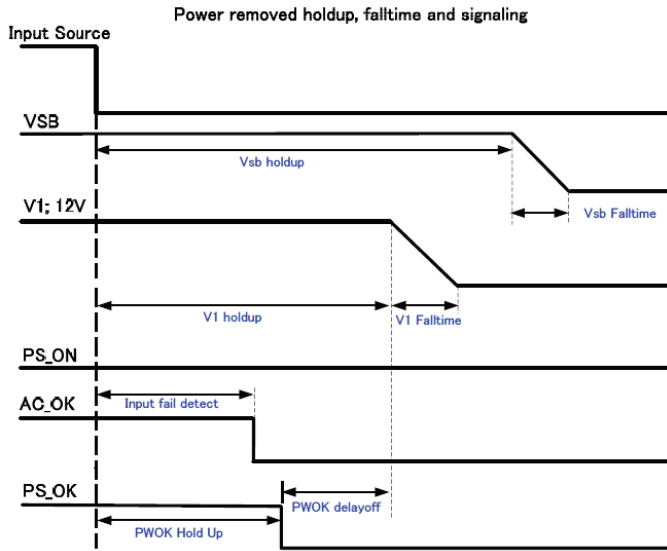 Power removed holdup, falltime and signaling
Input Source
VSB
Vsb holdup
Vsb Falltime
V1; 12V
V1 holdup
V1 Falltime
PS_ON
AC_OK
Input fail detect
PS_OK
PWOK delayoff
PWOK Hold Up